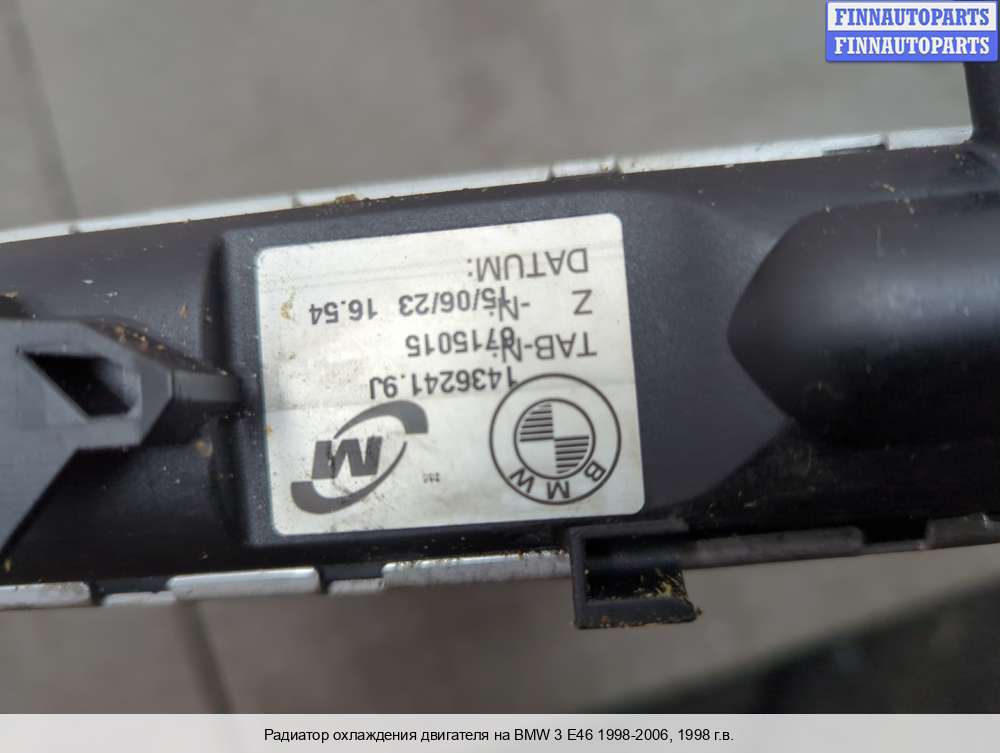 FINNAUTOPARTS
FINNAUTOPARTS
BMW
M
1436241.9J
TAB-N
6715015
Z
15/06/23 16.54
DATUM:
Радиатор охлаждения двигателя на BMW 3 E46 1998-2006, 1998 г.в.